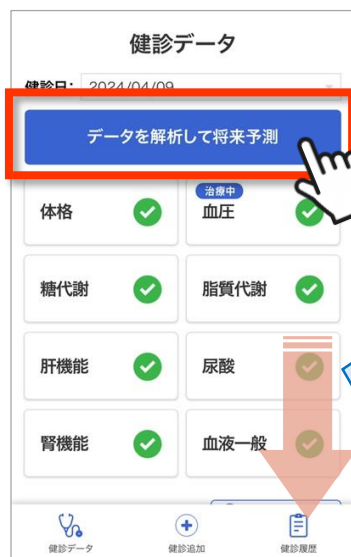 健診データ
健診日: 2024/04/09
データを解析して将来予測
体格
治療中
血圧
糖代謝
脂質代謝
肝機能
尿酸
腎機能
血液一般
健診データ
健診追加
健診履歴